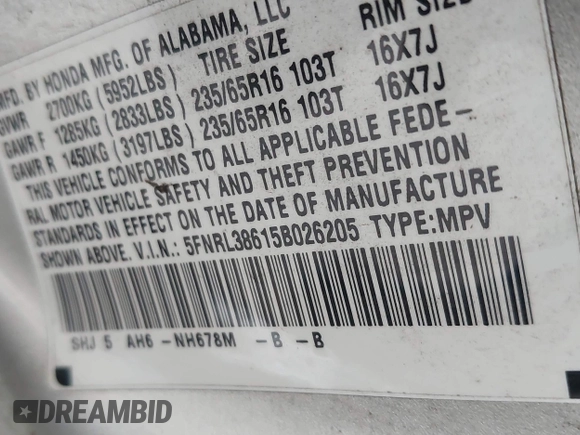 MFD. BY HONDA MFG. OF ALABAMA, LLC
GVWR 2700KG (5952LBS) TIRE SIZE RIM SIZE
GAWR F 1285KG (2833LBS) 235/65R16 103T 16X7J
GAWR R 1450KG (3197LBS) 235/65R16 103T 16X7J
THIS VEHICLE CONFORMS TO ALL APPLICABLE FEDE-
RAL MOTOR VEHICLE SAFETY AND THEFT PREVENTION
STANDARDS IN EFFECT ON THE DATE OF MANUFACTURE
SHOWN ABOVE. V.I.N.: 5FNRL38615B026205 TYPE:MPV
SHJ 5 AH6 -NH678M -B -B
DREAMBID